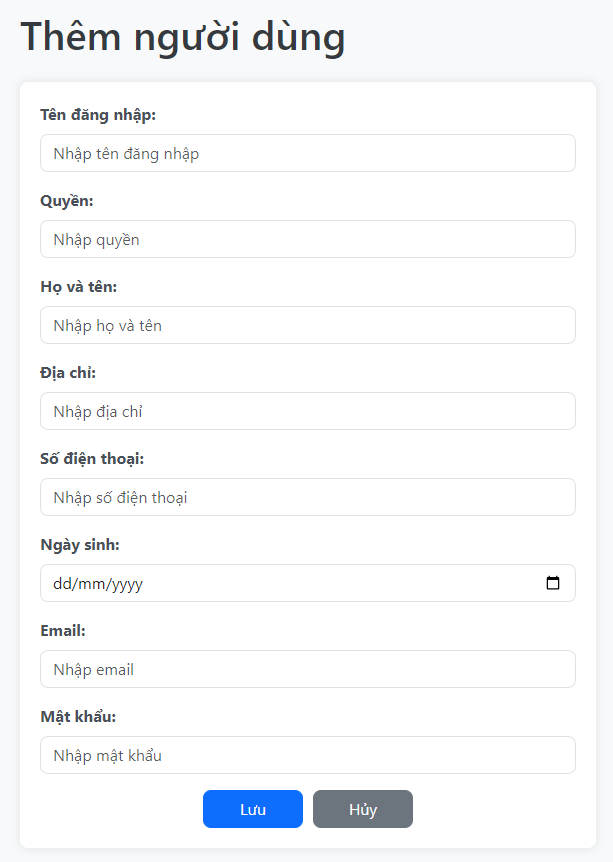 Thêm người dùng
Tên đăng nhập:
Nhập tên đăng nhập
Quyền:
Nhập quyền
Họ và tên:
Nhập họ và tên
Địa chỉ:
Nhập địa chỉ
Số điện thoại:
Nhập số điện thoại
Ngày sinh:
dd/mm/yyyy
Email:
Nhập email
Mật khẩu:
Nhập mật khẩu
Lưu Hủy